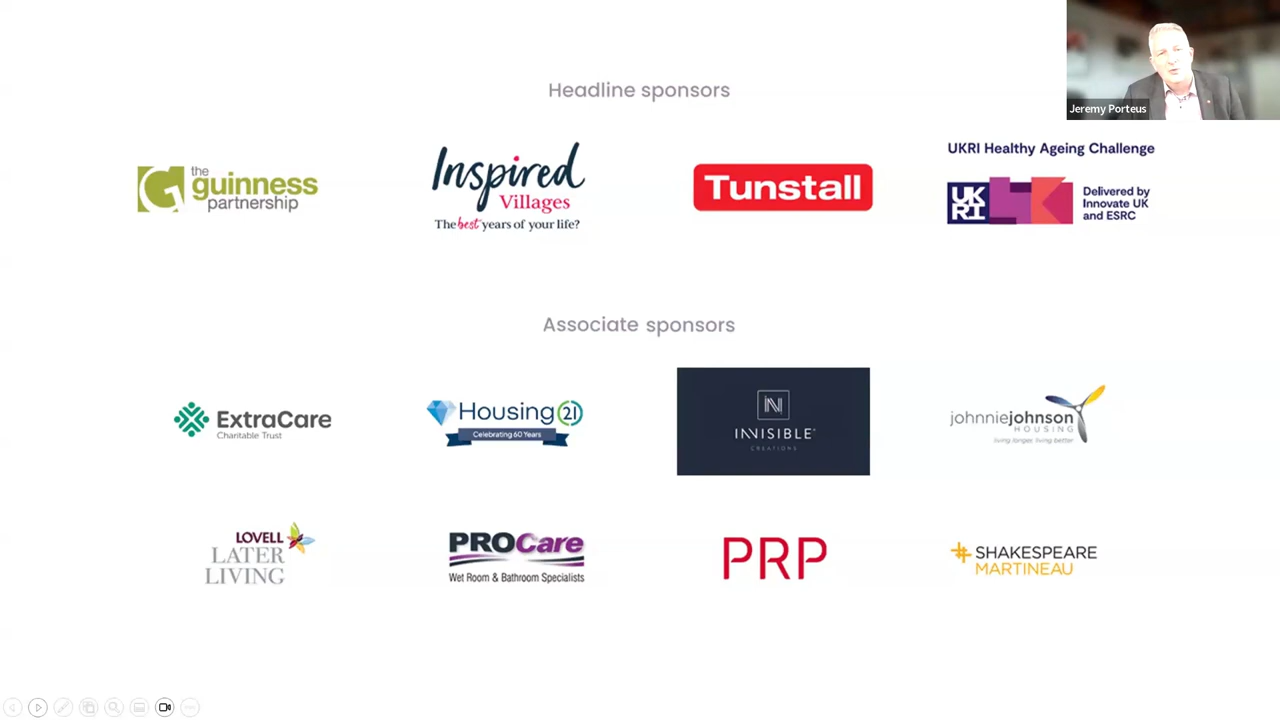 Jeremy Porteus
Headline sponsors
the
guinness
partnership
Inspired
Villages
The best years of your life?
Tunstall
UKRI Healthy Ageing Challenge
UK
RI
Delivered by
Innovate UK
and ESRC
Associate sponsors
ExtraCare
Charitable Trust
Housing 21
Celebrating 60 Years
INVISIBLE
CREATIONS
johnniejohnson
HOUSING
living longer, living better
LOVELL
LATER
LIVING
PROCare
Wet Room & Bathroom Specialists
PRP
SHAKESPEARE
MARTINEAU